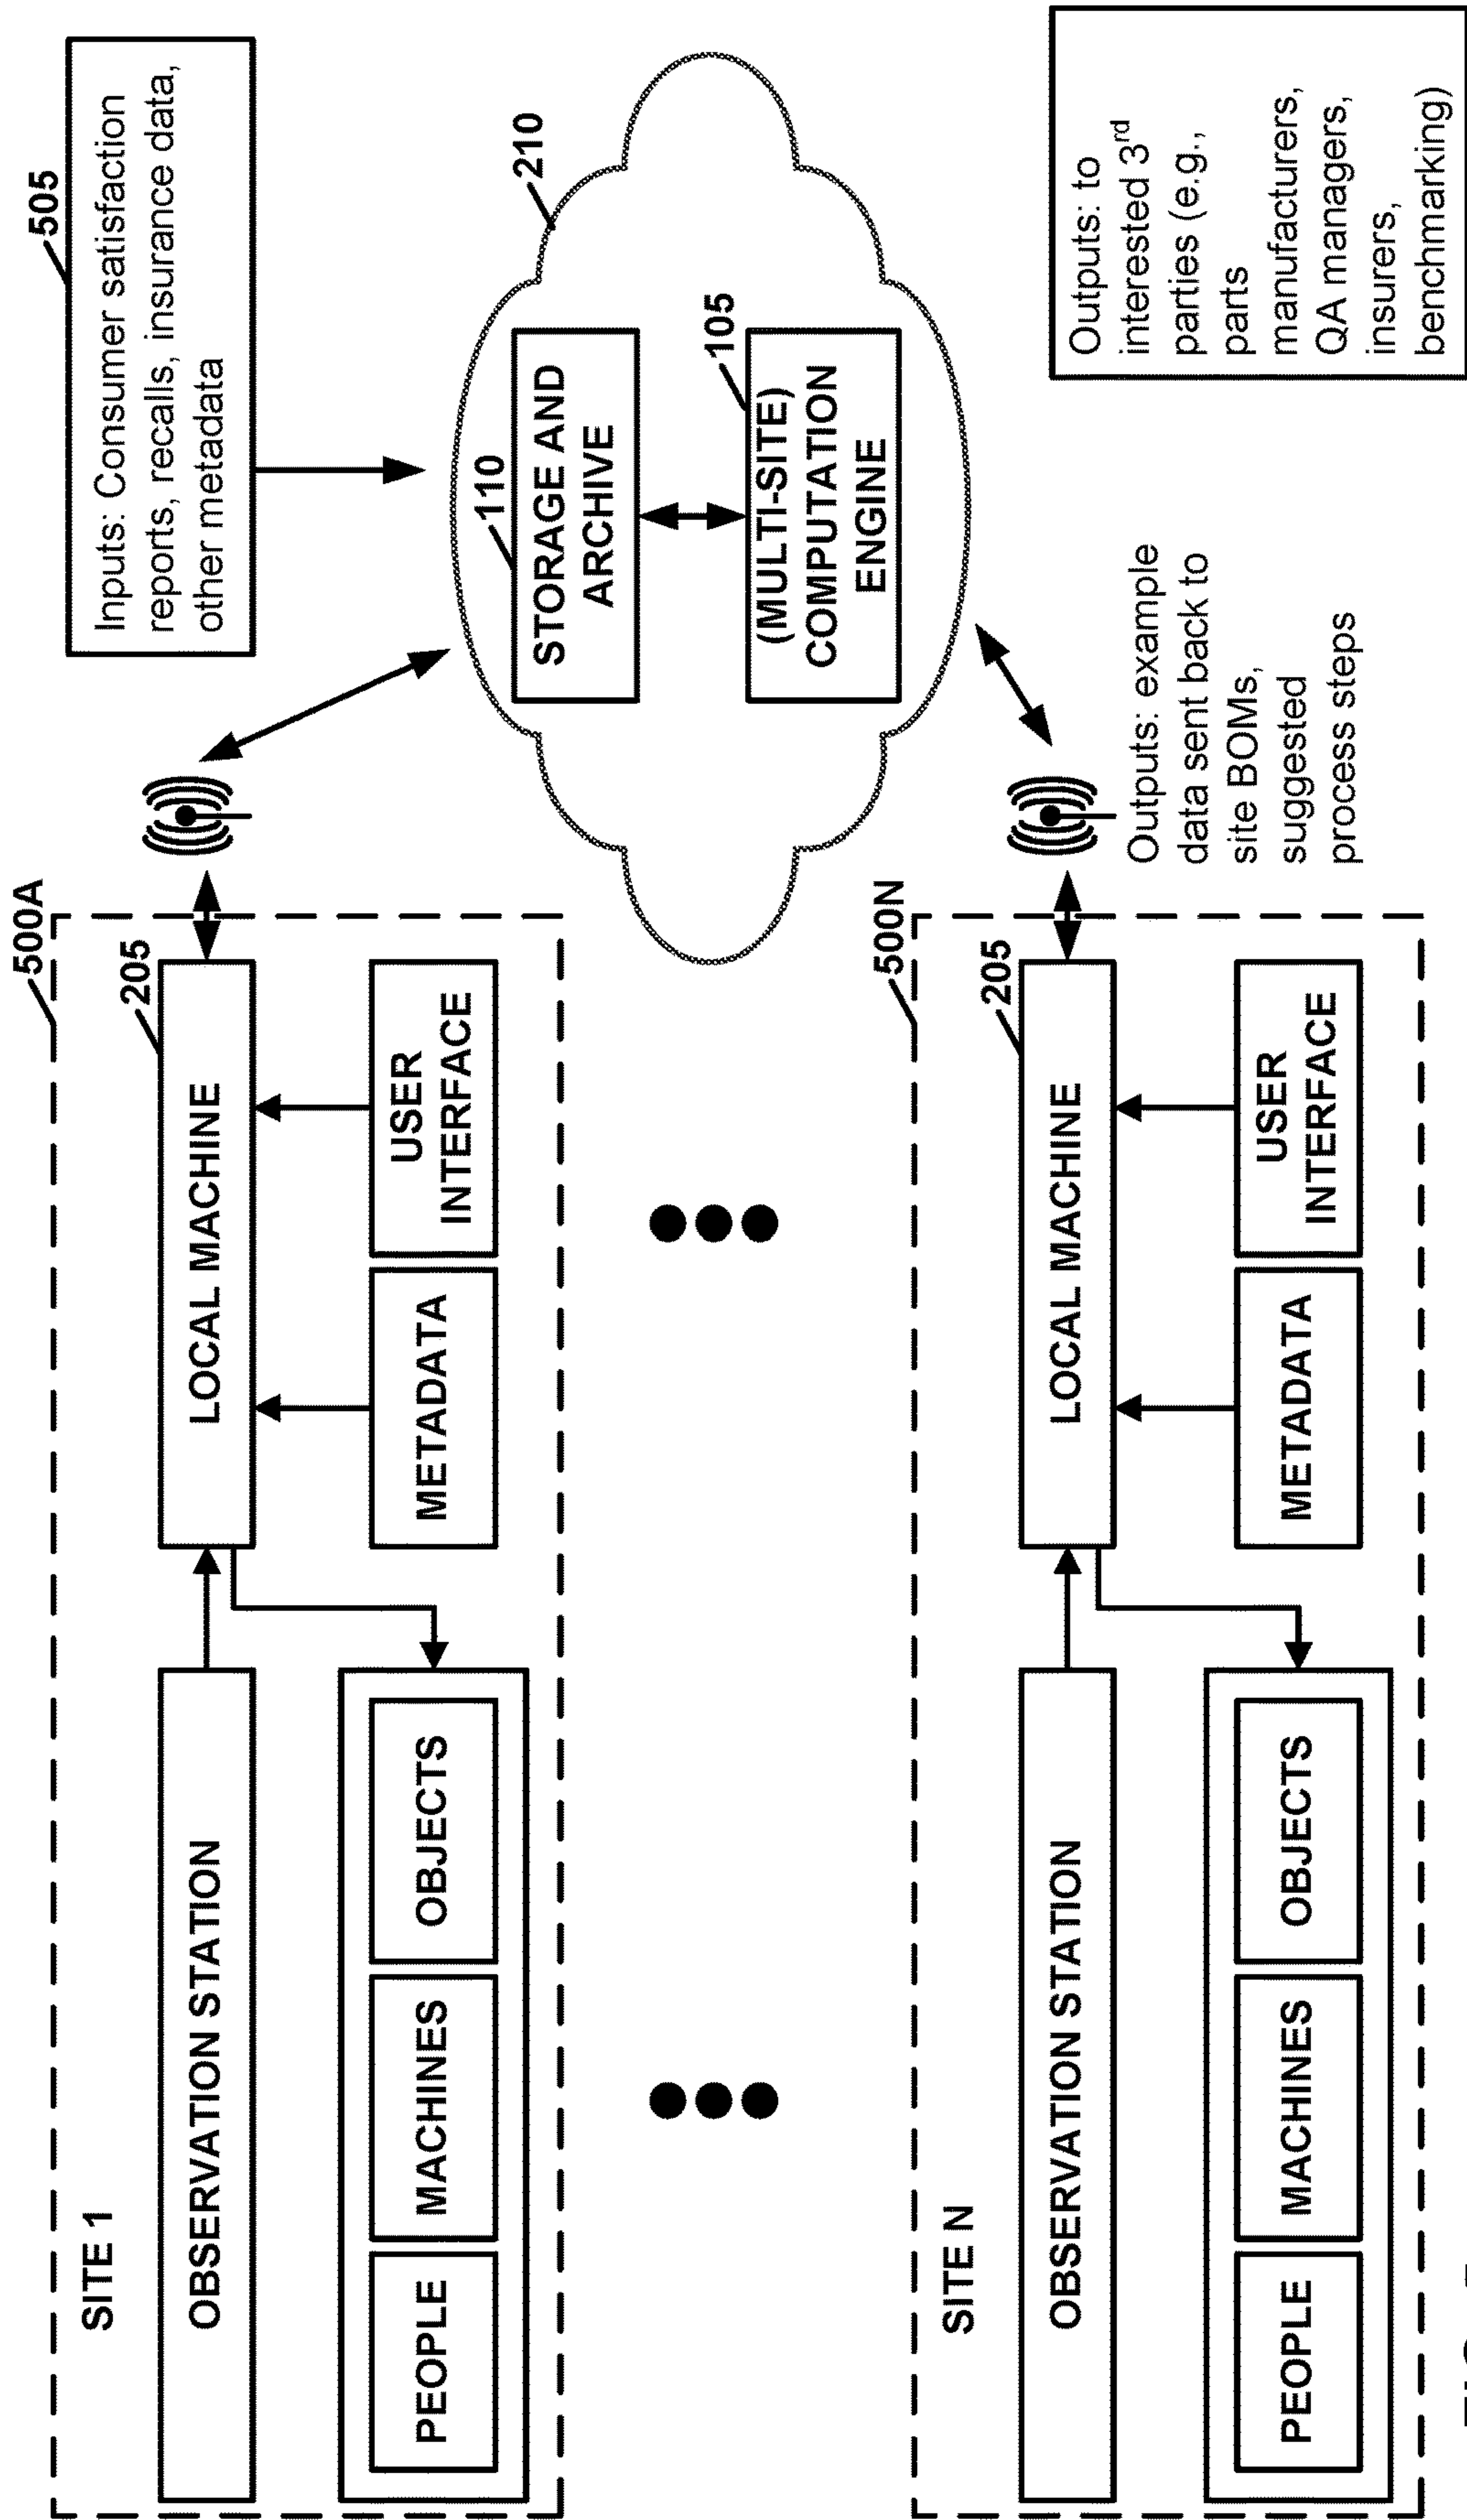 500A
SITE 1
OBSERVATION STATION
PEOPLE
MACHINES
OBJECTS
205
LOCAL MACHINE
METADATA
USER
INTERFACE
505
Inputs: Consumer satisfaction
reports, recalls, insurance data,
other metadata
210
110
STORAGE AND
ARCHIVE
105
(MULTI-SITE)
COMPUTATION
ENGINE
500N
SITE N
OBSERVATION STATION
PEOPLE
MACHINES
OBJECTS
205
LOCAL MACHINE
METADATA
USER
INTERFACE
Outputs: example
data sent back to
site BOMs,
suggested
process steps
Outputs: to
interested 3rd
parties (e.g.,
parts
manufacturers,
QA managers,
insurers,
benchmarking)